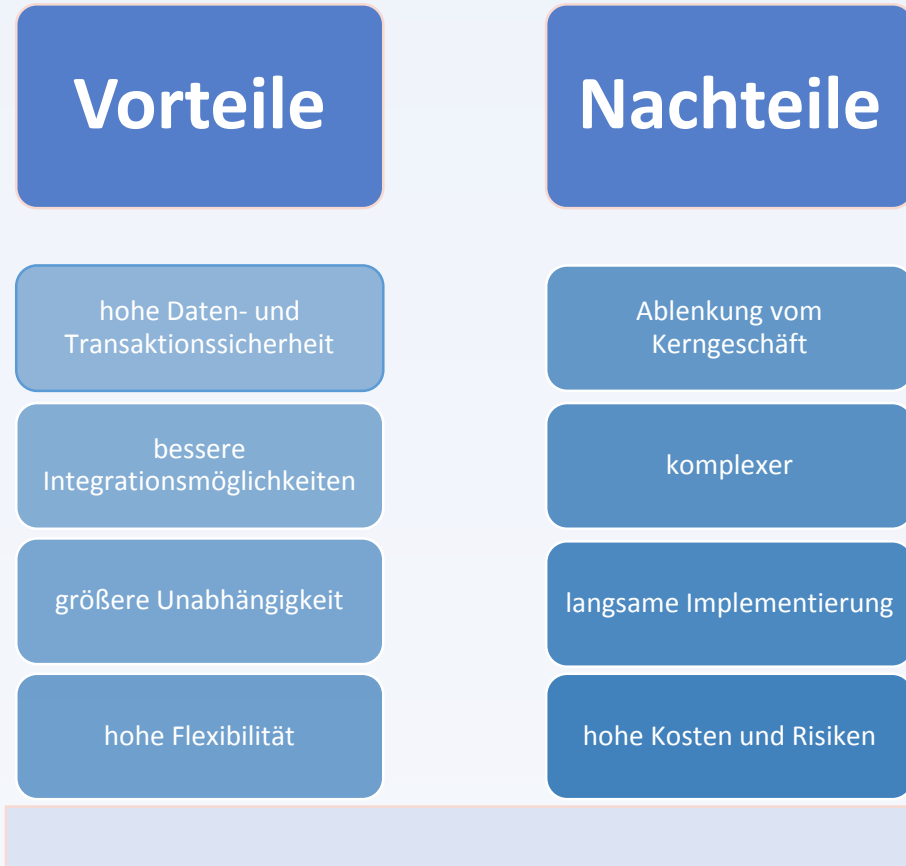 Vorteile
hohe Daten- und
Transaktionssicherheit
bessere
Integrationsmöglichkeiten
größere Unabhängigkeit
hohe Flexibilität
Nachteile
Ablenkung vom
Kerngeschäft
komplexer
langsame Implementierung
hohe Kosten und Risiken